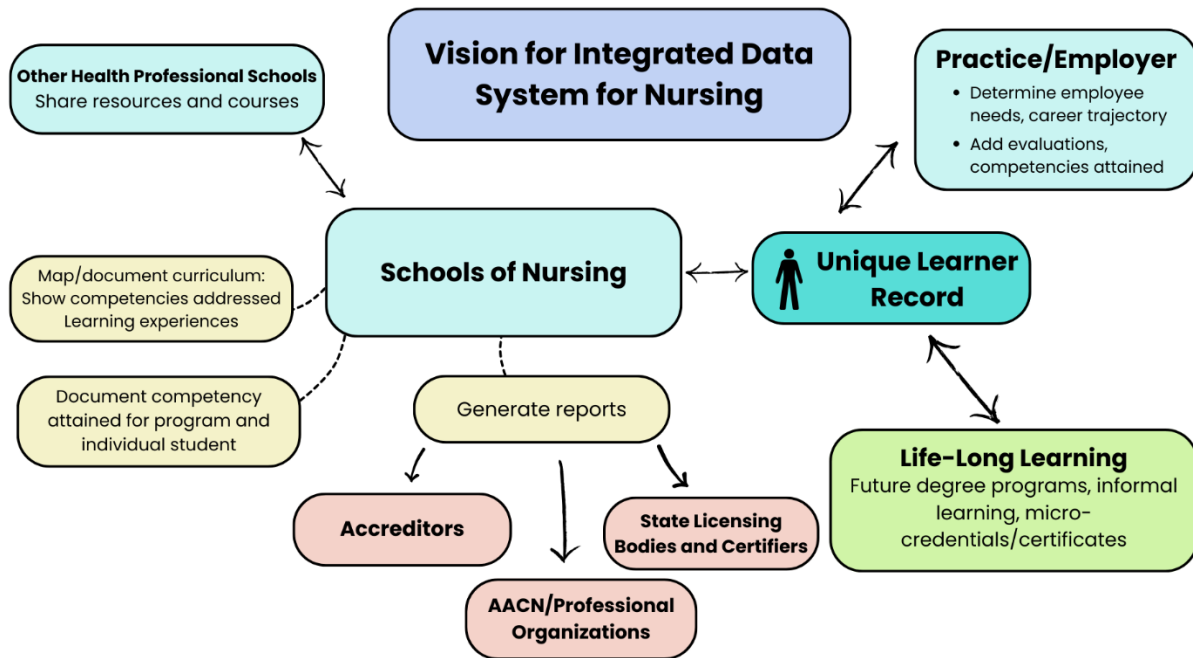 Vision for Integrated Data
System for Nursing
Other Health Professional Schools
Share resources and courses
Practice/Employer
• Determine employee
needs, career trajectory
• Add evaluations,
competencies attained
Schools of Nursing
Unique Learner
Record
Map/document curriculum:
Show competencies addressed
Learning experiences
Document competency
attained for program and
individual student
Generate reports
Accreditors
State Licensing
Bodies and Certifiers
AACN/Professional
Organizations
Life-Long Learning
Future degree programs, informal
learning, micro-
credentials/certificates